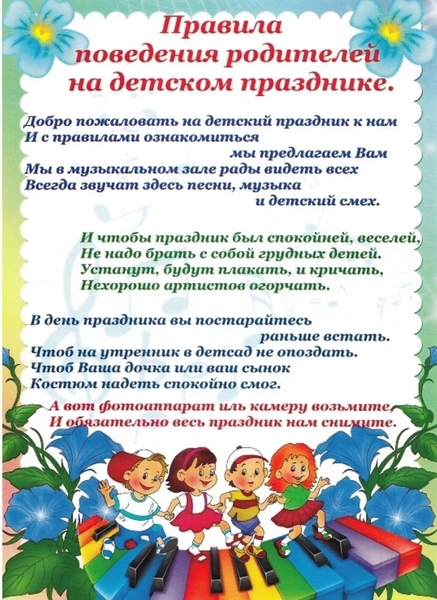 Правила
поведения родителей
на детском празднике.
Добро пожаловать на детский праздник к нам
И с правилами ознакомиться
мы предлагаем Вам
Мы в музыкальном зале рады видеть всех
Всегда звучат здесь песни, музыка
и детский смех.
И чтобы праздник был спокойней, веселей,
Не надо брать с собой грудных детей.
Устанут, будут плакать, и кричать,
Нехорошо артистов огорчать.
В день праздника вы постарайтесь
раньше встать.
Чтоб на утренник в детсад не опоздать.
Чтоб Ваша дочка или ваш сынок
Костюм надеть спокойно смог.
А вот фотоаппарат иль камеру возьмите,
И обязательно весь праздник нам снимите.